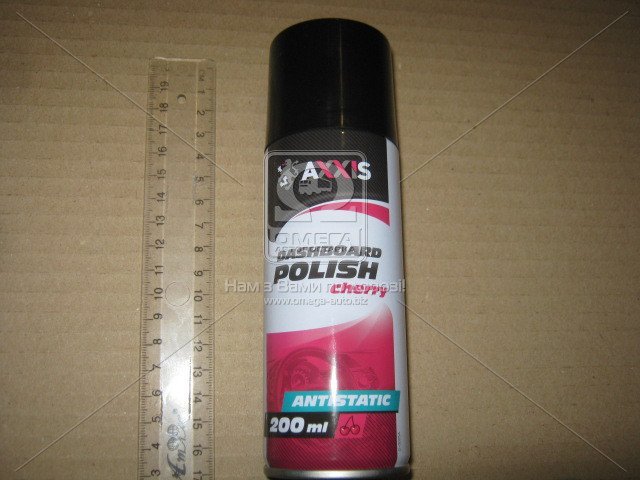 AXXIS
OMEGA
DASHBOARD
POLISH
cherry
Нам з Вами по дорозі!
www.omega-auto.biz
ANTISTATIC
200 ml